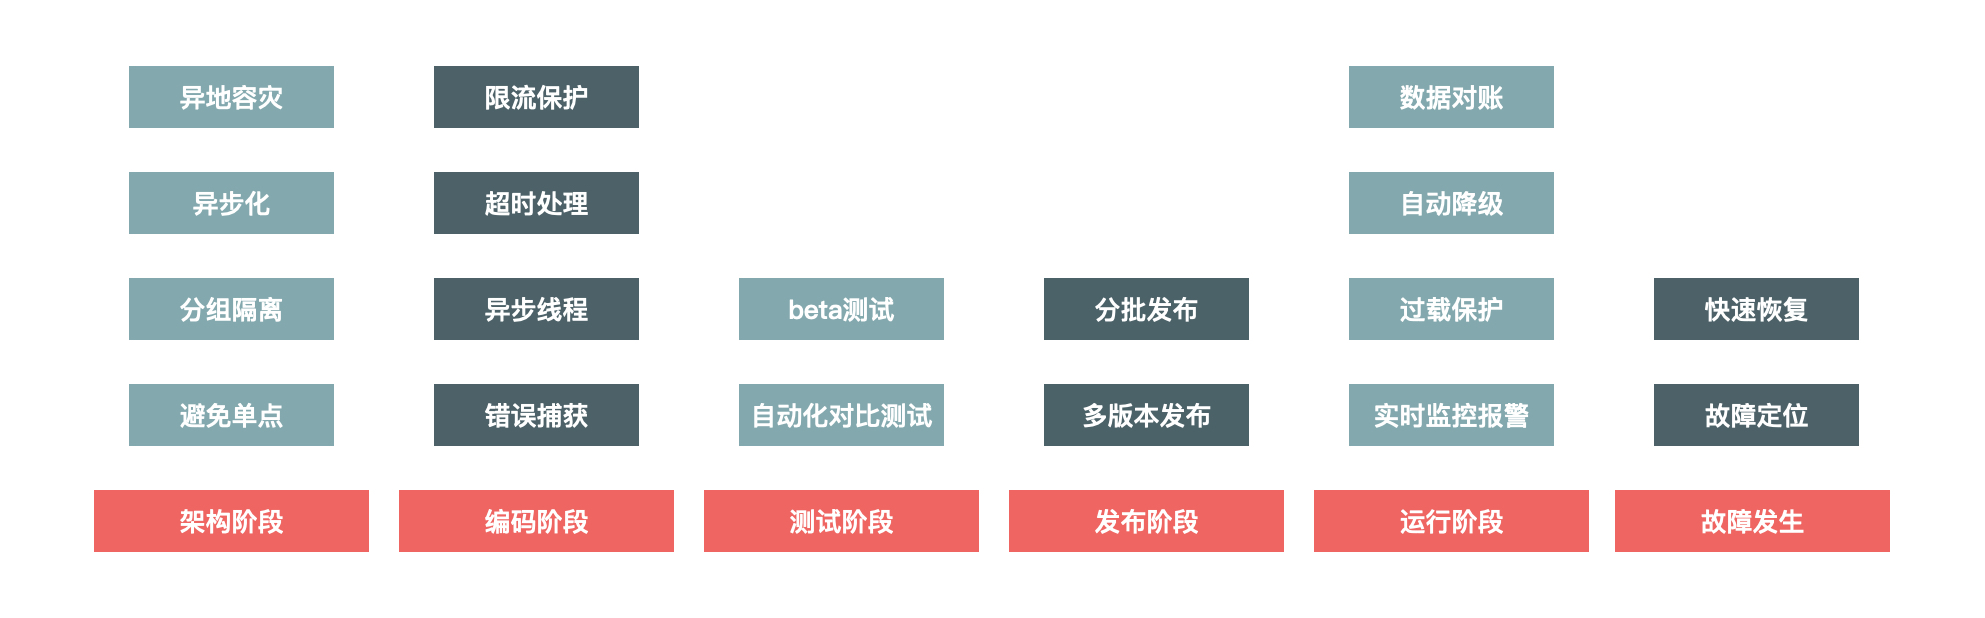 异地容灾
限流保护
数据对账
异步化
超时处理
自动降级
分组隔离
异步线程
beta测试
分批发布
过载保护
快速恢复
避免单点
错误捕获
自动化对比测试
多版本发布
实时监控报警
故障定位
架构阶段
编码阶段
测试阶段
发布阶段
运行阶段
故障发生